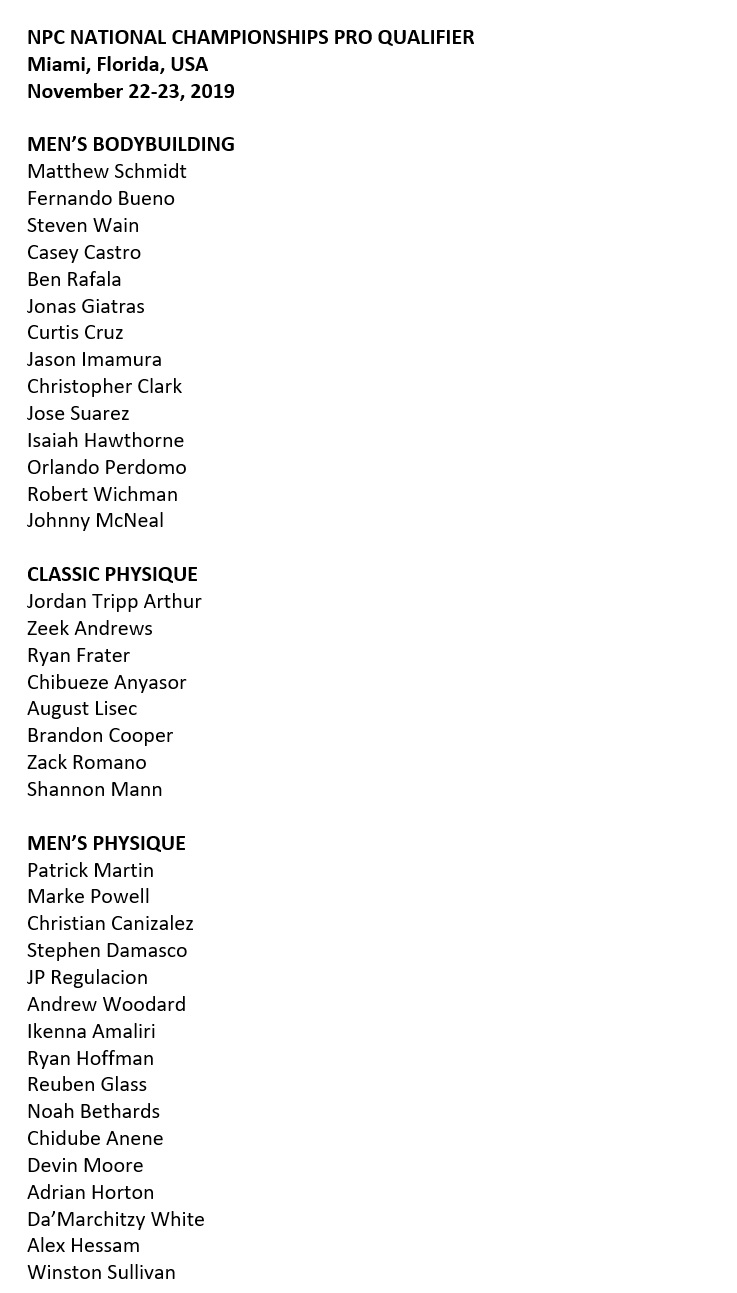 NPC NATIONAL CHAMPIONSHIPS PRO QUALIFIER
Miami, Florida, USA
November 22-23, 2019
MEN’S BODYBUILDING
Matthew Schmidt
Fernando Bueno
Steven Wain
Casey Castro
Ben Rafala
Jonas Giatras
Curtis Cruz
Jason Imamura
Christopher Clark
Jose Suarez
Isaiah Hawthorne
Orlando Perdomo
Robert Wichman
Johnny McNeal
CLASSIC PHYSIQUE
Jordan Tripp Arthur
Zeek Andrews
Ryan Frater
Chibueze Anyasor
August Lisec
Brandon Cooper
Zack Romano
Shannon Mann
MEN’S PHYSIQUE
Patrick Martin
Marke Powell
Christian Canizalez
Stephen Damasco
JP Regulacion
Andrew Woodard
Ikenna Amaliri
Ryan Hoffman
Reuben Glass
Noah Bethards
Chidube Anene
Devin Moore
Adrian Horton
Da’Marchitzy White
Alex Hessam
Winston Sullivan